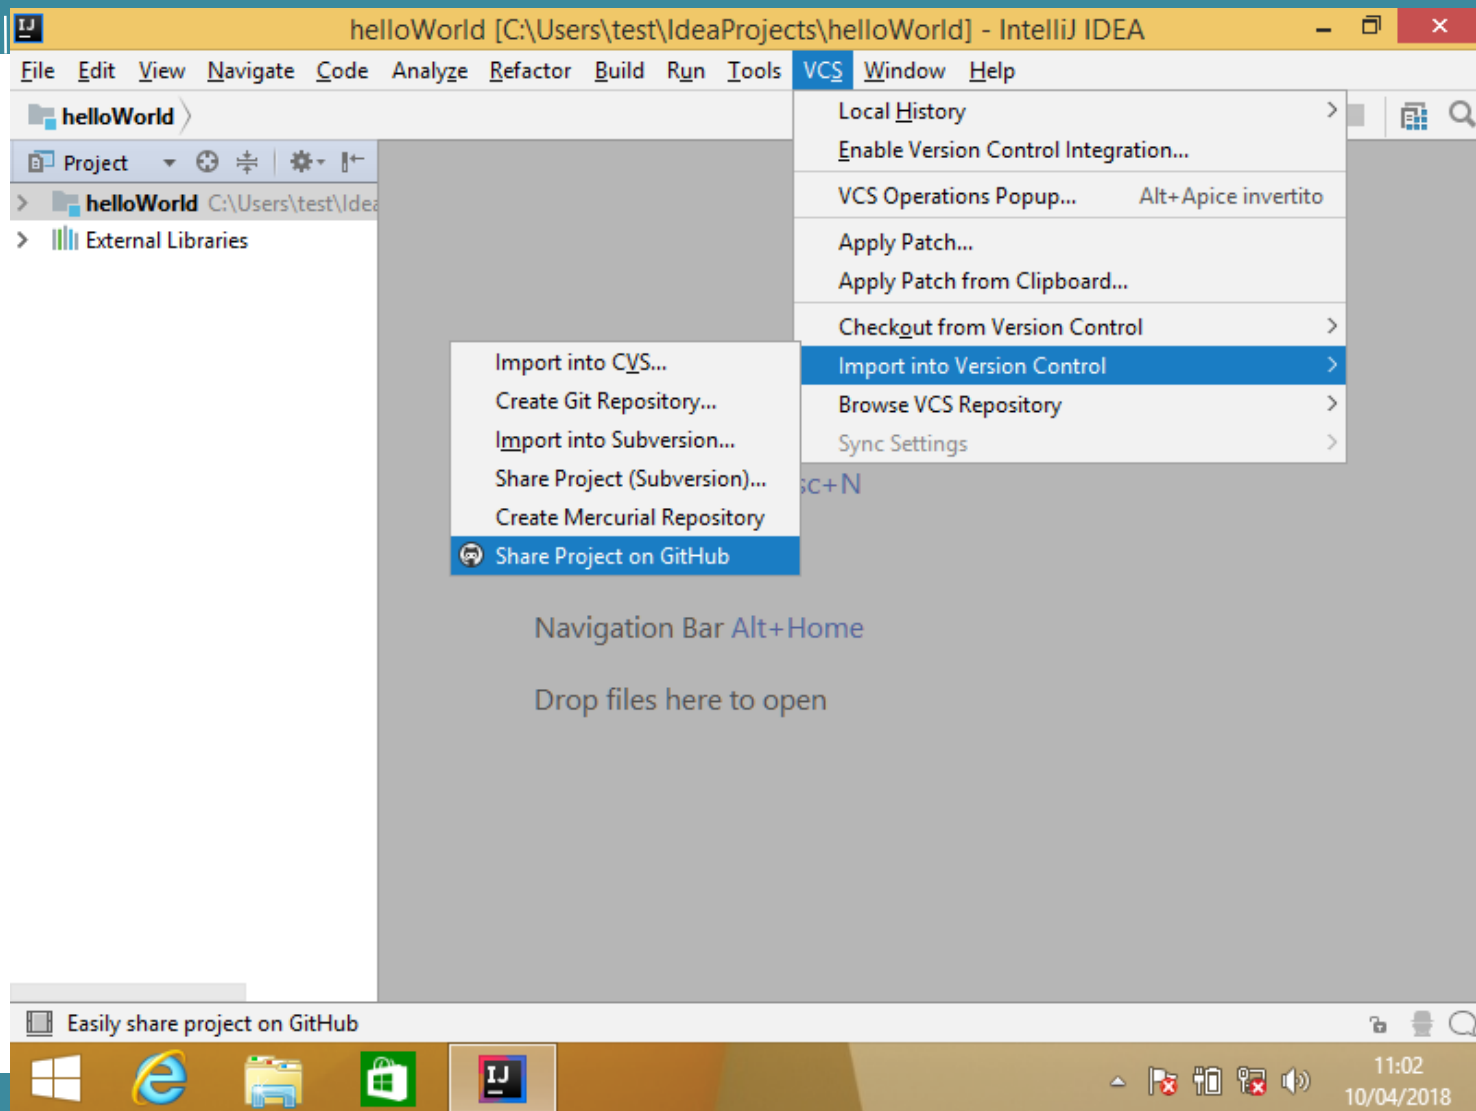 IJ
helloWorld [C:\Users\test\IdeaProjects\helloWorld] - IntelliJ IDEA
File Edit View Navigate Code Analyze Refactor Build Run Tools VCS Window Help
helloWorld
Project
helloWorld C:\Users\test\Idea
External Libraries
Local History
Enable Version Control Integration...
VCS Operations Popup... Alt+Apice invertito
Apply Patch...
Apply Patch from Clipboard...
Checkout from Version Control
Import into Version Control
Browse VCS Repository
Sync Settings
Import into CVS...
Create Git Repository...
Import into Subversion...
Share Project (Subversion)...
Create Mercurial Repository
Share Project on GitHub
sc+N
Navigation Bar Alt+Home
Drop files here to open
Easily share project on GitHub
IJ
11:02
10/04/2018